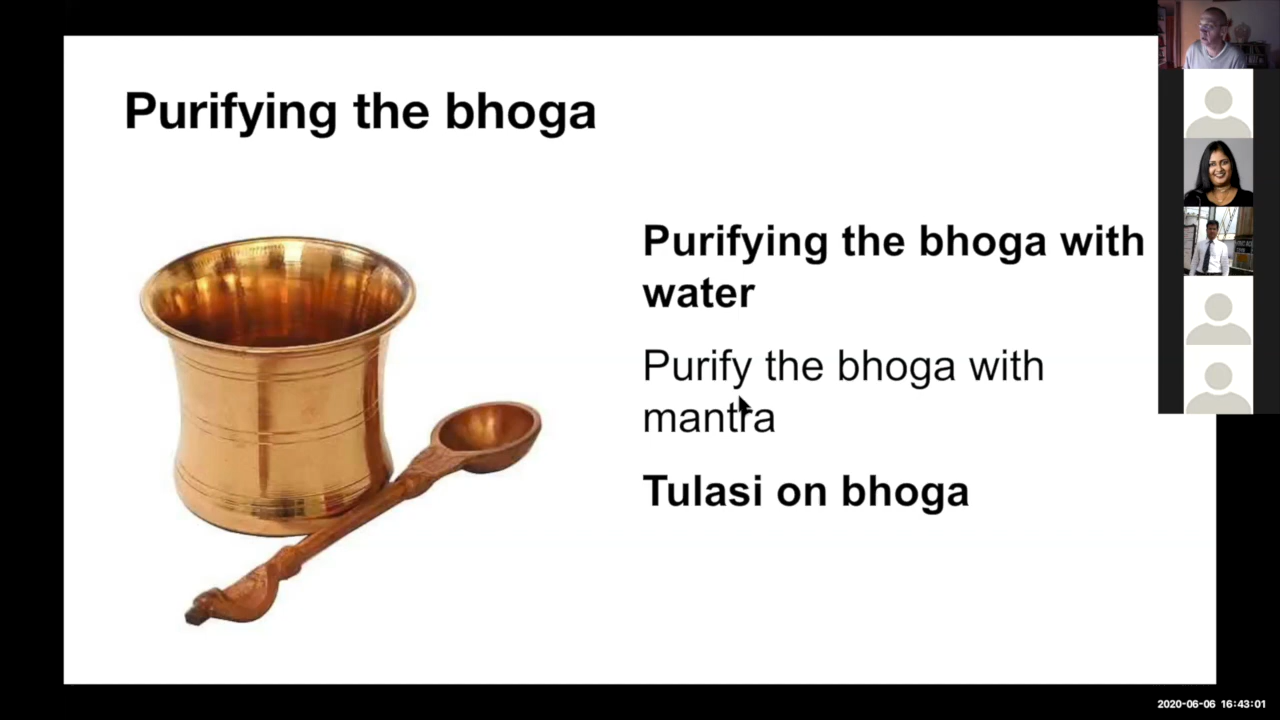 Purifying the bhoga
Purifying the bhoga with
water
Purify the bhoga with
mantra
Tulasi on bhoga
2020-06-06 16:43:01